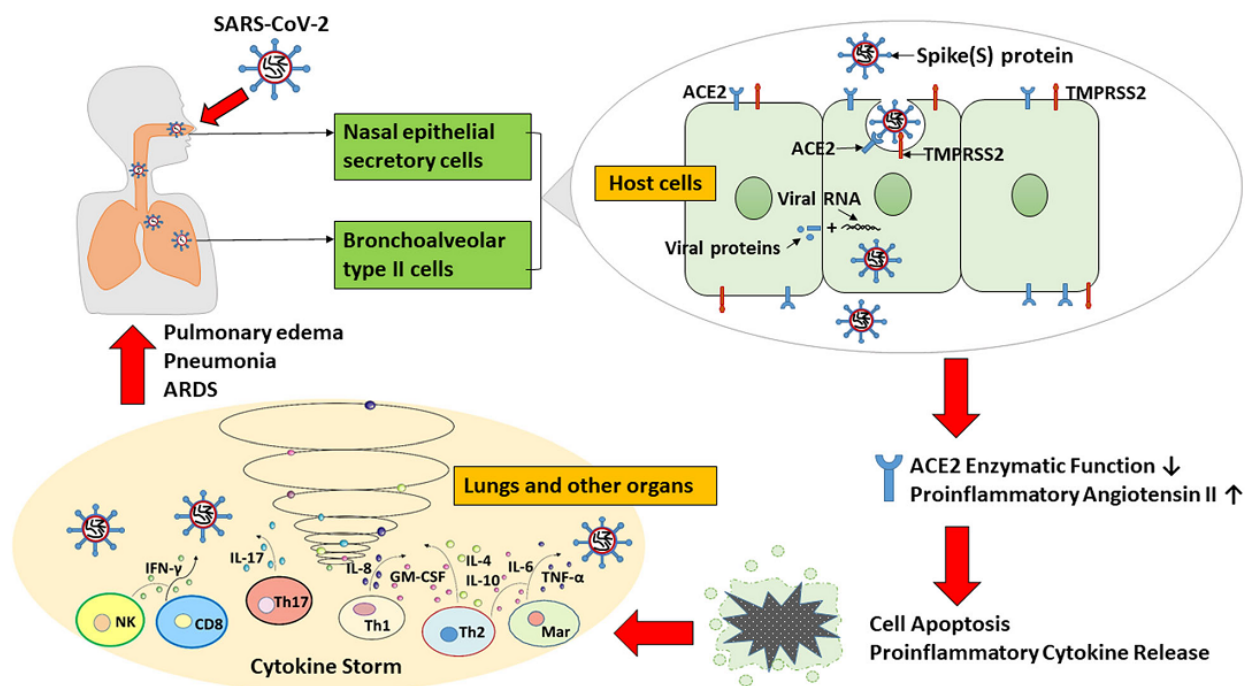 SARS-CoV-2
Nasal epithelial
secretory cells
Bronchoalveolar
type II cells
Spike(S) protein
ACE2
TMPRSS2
ACE2
TMPRSS2
Host cells
Viral RNA
+
Viral proteins
ACE2 Enzymatic Function ↓
Proinflammatory Angiotensin II ↑
Cell Apoptosis
Proinflammatory Cytokine Release
Pulmonary edema
Pneumonia
ARDS
Lungs and other organs
IFN-γ
IL-17
IL-8
GM-CSF
IL-4
IL-10
IL-6
TNF-α
NK
CD8
Th17
Th1
Th2
Mar
Cytokine Storm